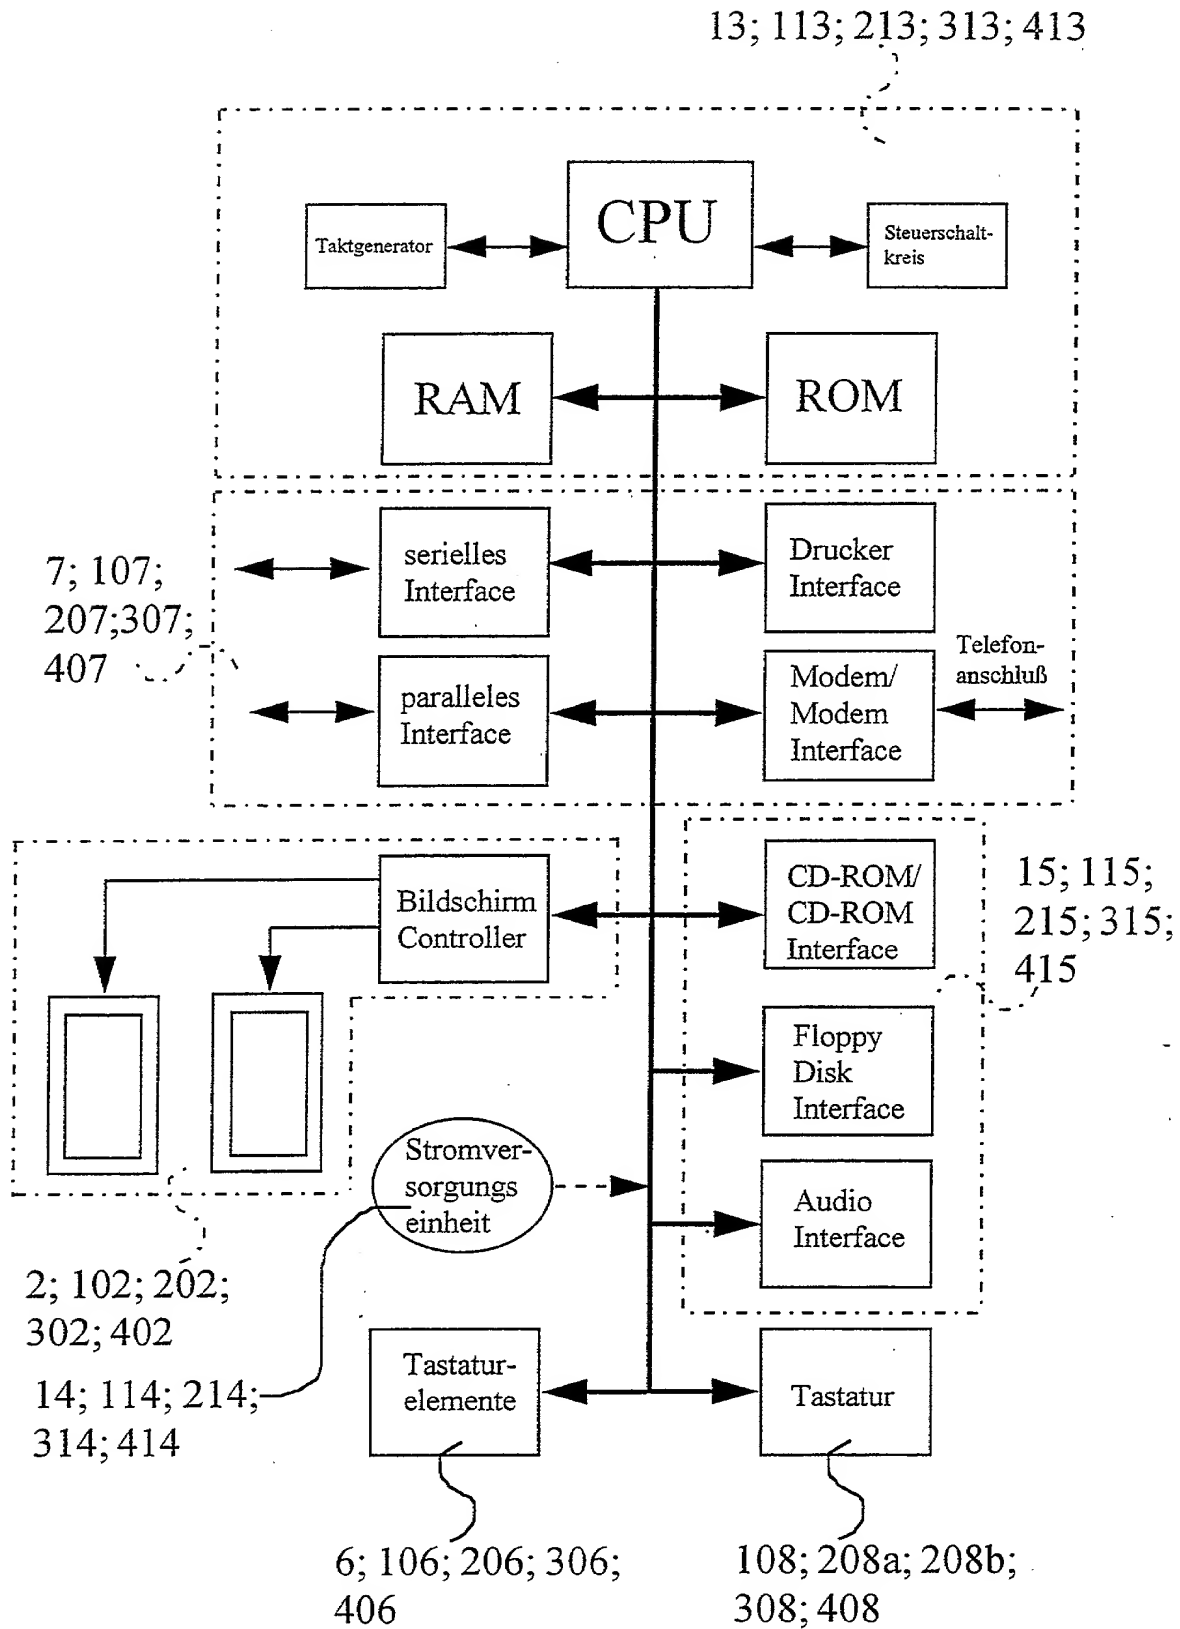 13; 113; 213; 313; 413
CPU
Taktgenerator
Steuerschalt-
kreis
RAM
ROM
serielles
Interface
Drucker
Interface
7; 107;
207;307;
407
Telefon-
anschluß
paralleles
Interface
Modem/
Modem
Interface
Bildschirm
Controller
CD-ROM/
CD-ROM
Interface
15; 115;
215; 315;
415
Floppy
Disk
Interface
Stromver-
sorgungs
einheit
Audio
Interface
2; 102; 202;
302; 402
14; 114; 214;
314; 414
Tastatur-
elemente
Tastatur
6; 106; 206; 306;
406
108; 208a; 208b;
308; 408